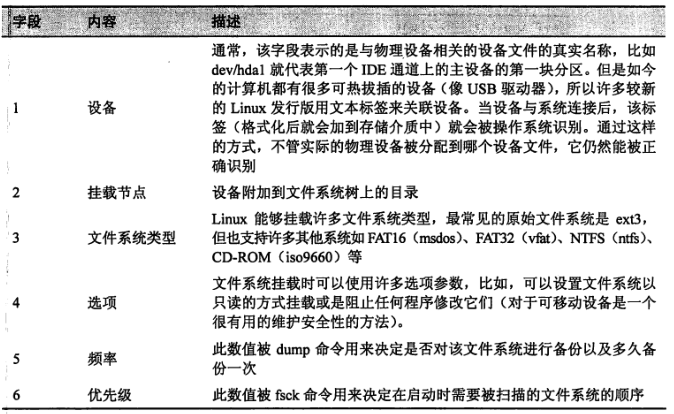 字段 内容 描述
通常，该字段表示的是与物理设备相关的设备文件的真实名称，比如
dev/hda1 就代表第一个 IDE 通道上的主设备的第一块分区。但是如今
的计算机都有很多可热拔插的设备（像 USB 驱动器），所以许多较新
1 设备 的 Linux 发行版用文本标签来关联设备。当设备与系统连接后，该标
签（格式化后就会加到存储介质中）就会被操作系统识别。通过这样
的方式，不管实际的物理设备被分配到哪个设备文件，它仍然能被正
确识别
2 挂载节点 设备附加到文件系统树上的目录
Linux 能够挂载许多文件系统类型，最常见的原始文件系统是 ext3，
3 文件系统类型 但也支持许多其他系统如 FAT16（msdos）、FAT32（vfat）、NTFS（ntfs）、
CD-ROM（iso9660）等
文件系统挂载时可以使用许多选项参数，比如，可以设置文件系统以
4 选项 只读的方式挂载或是阻止任何程序修改它们（对于可移动设备是一个
很有用的维护安全性的方法）。
5 频率 此数值被 dump 命令用来决定是否对该文件系统进行备份以及多久备
份一次
6 优先级 此数值被 fsck 命令用来决定在启动时需要被扫描的文件系统的顺序